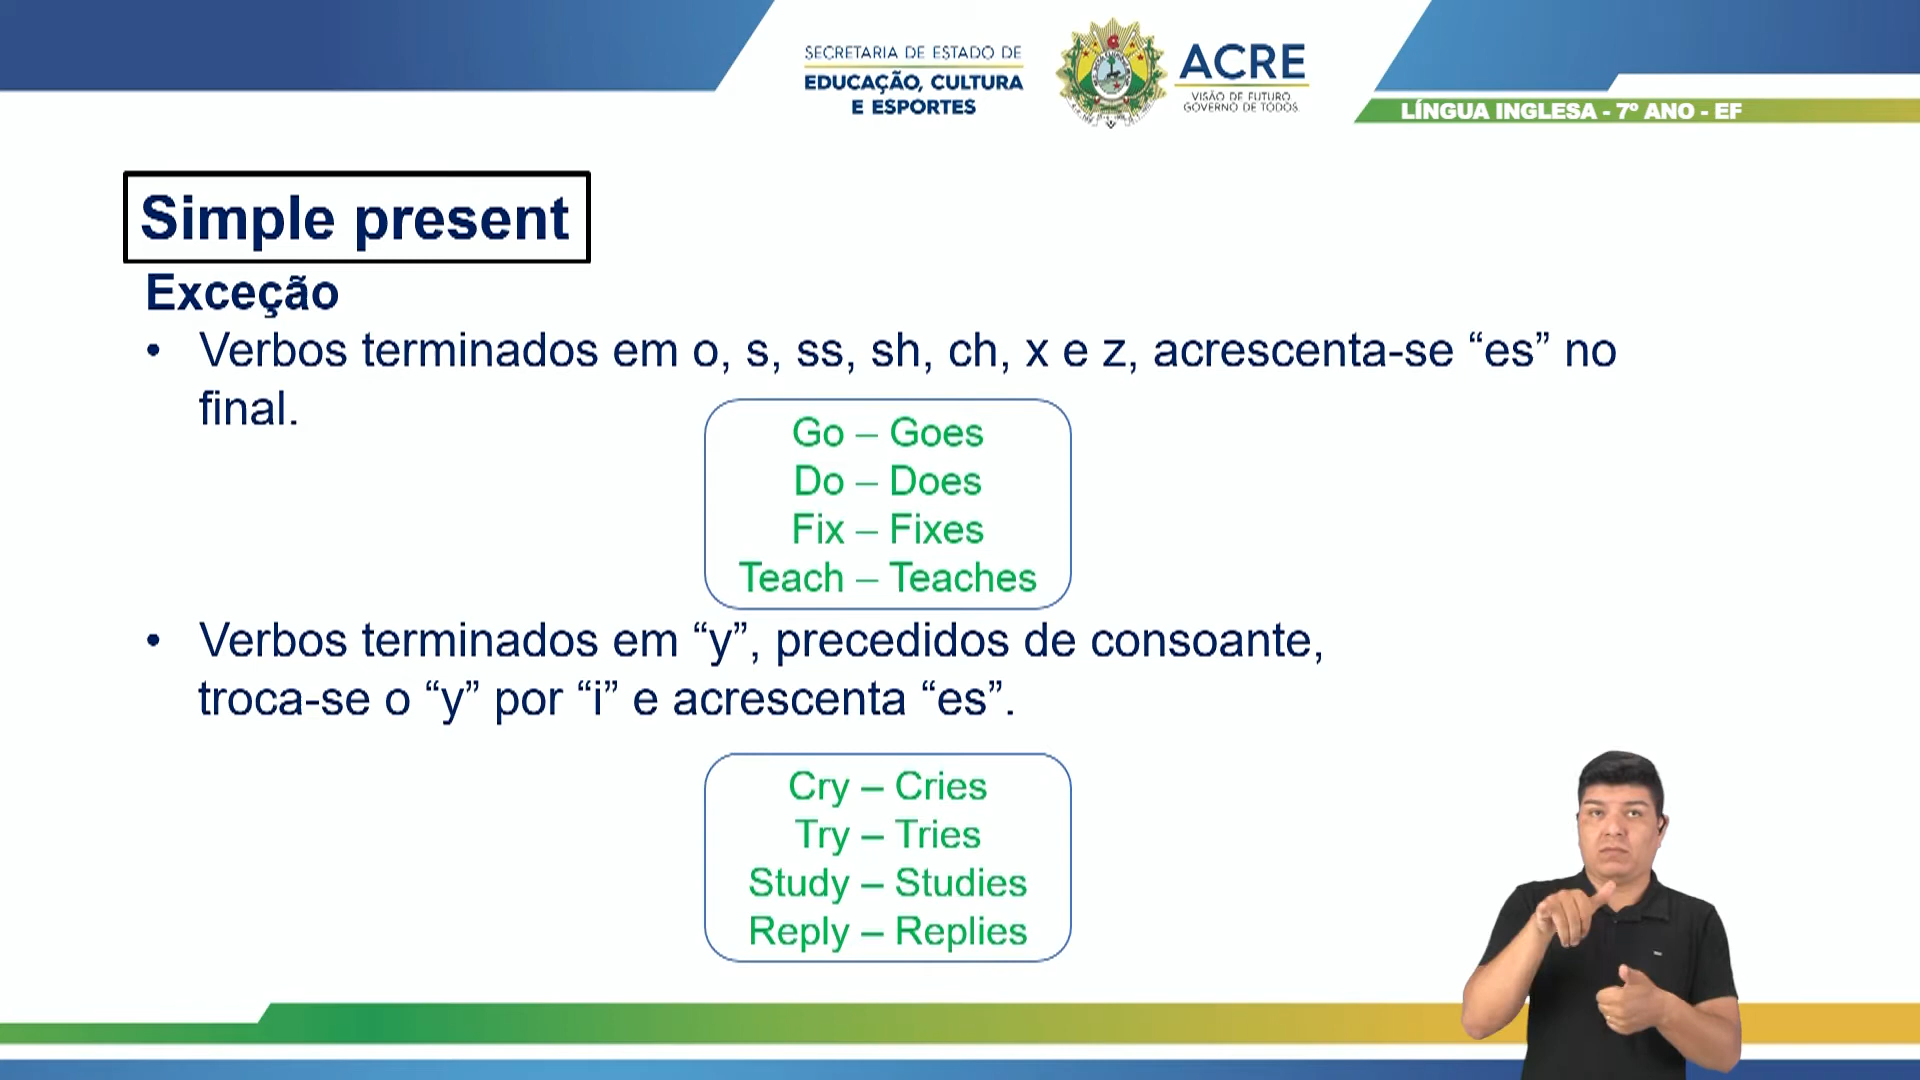 SECRETARIA DE ESTADO DE
EDUCAÇÃO, CULTURA
E ESPORTES
ACRE
VISÃO DE FUTURO
GOVERNO DE TODOS
LÍNGUA INGLESA - 7º ANO - EF
Simple present
Exceção
• Verbos terminados em o, s, ss, sh, ch, x e z, acrescenta-se “es” no
final.
Go – Goes
Do – Does
Fix – Fixes
Teach – Teaches
• Verbos terminados em “y”, precedidos de consoante,
troca-se o “y” por “i” e acrescenta “es”.
Cry – Cries
Try – Tries
Study – Studies
Reply – Replies